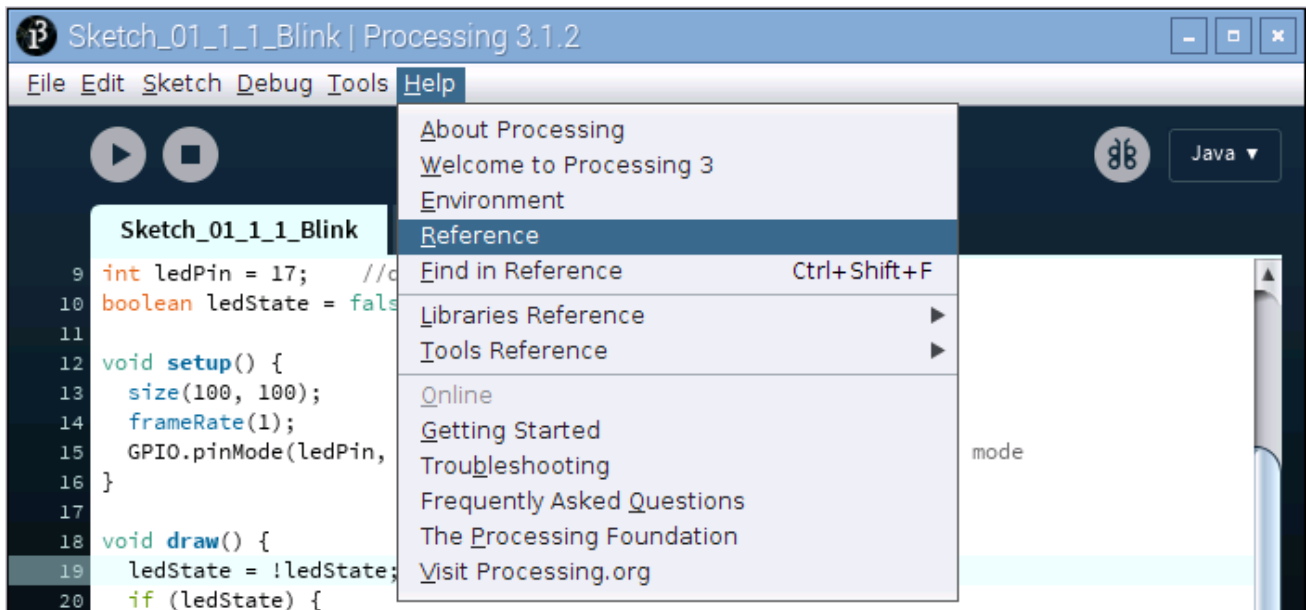 Sketch_01_1_1_Blink | Processing 3.1.2
File Edit Sketch Debug Tools Help
About Processing
Welcome to Processing 3
Environment
Reference
Find in Reference Ctrl+Shift+F
Libraries Reference
Tools Reference
Online
Getting Started
Troubleshooting
Frequently Asked Questions
The Processing Foundation
Visit Processing.org
Java ▼
Sketch_01_1_1_Blink
9 int ledPin = 17; //
10 boolean ledState = fals
11
12 void setup() {
13 size(100, 100);
14 frameRate(1);
15 GPIO.pinMode(ledPin, mode
16 }
17
18 void draw() {
19 ledState = !ledState;
20 if (ledState) {